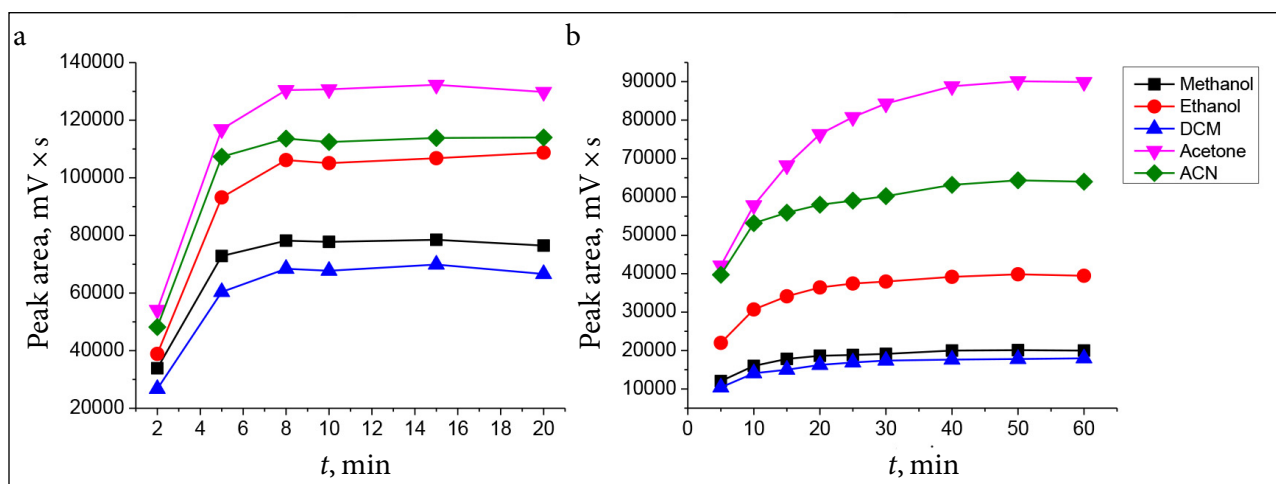 a
140000
120000
100000
80000
60000
40000
20000
2 4 6 8 10 12 14 16 18 20
Peak area, mV × s
t, min
b
90000
80000
70000
60000
50000
40000
30000
20000
10000
0 10 20 30 40 50 60
Peak area, mV × s
t, min
Methanol
Ethanol
DCM
Acetone
ACN